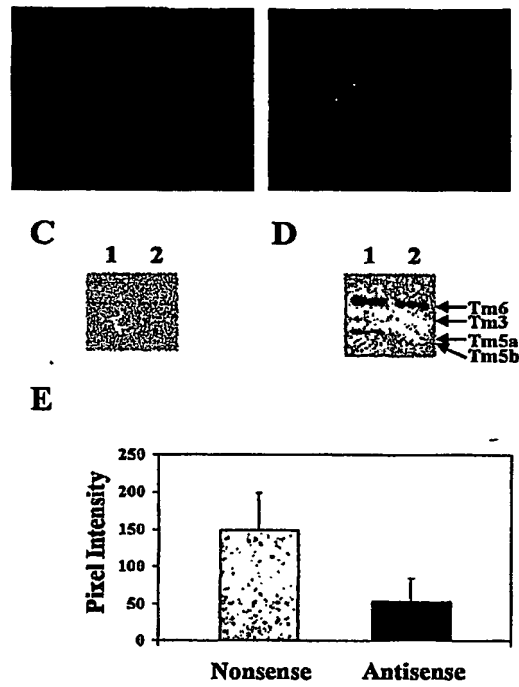 C
D
1 2
1 2
Tm6
Tm3
Tm5a
Tm5b
E
250
200
150
100
50
0
Pixel Intensity
Nonsense
Antisense